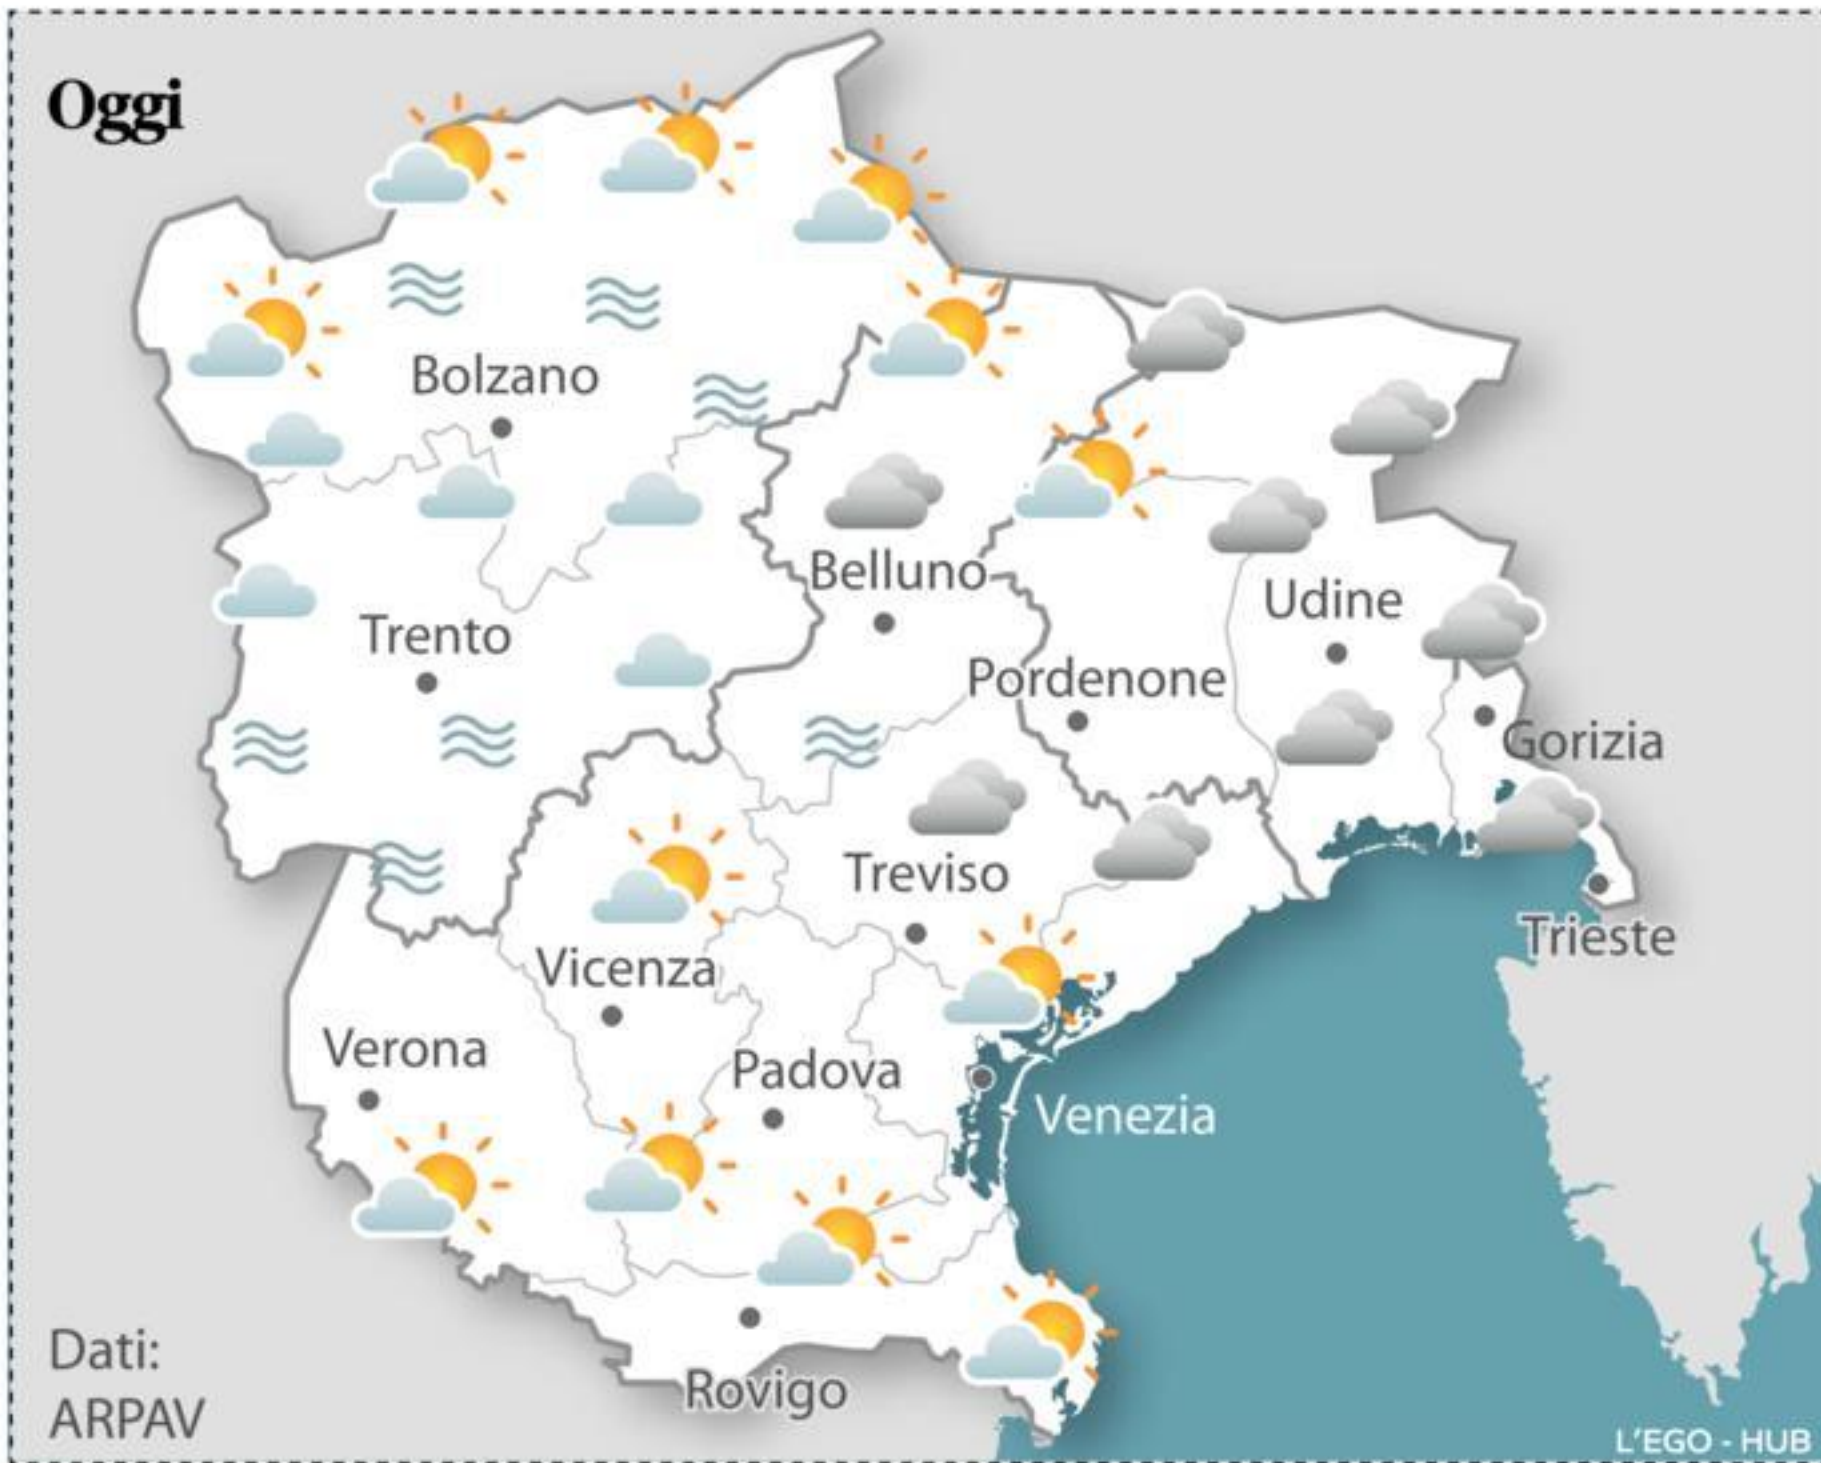 Oggi
Bolzano
Belluno
Udine
Trento
Pordenone
Gorizia
Treviso
Trieste
Vicenza
Verona
Padova
Venezia
Rovigo
Dati:
ARPAV
L'EGO - HUB